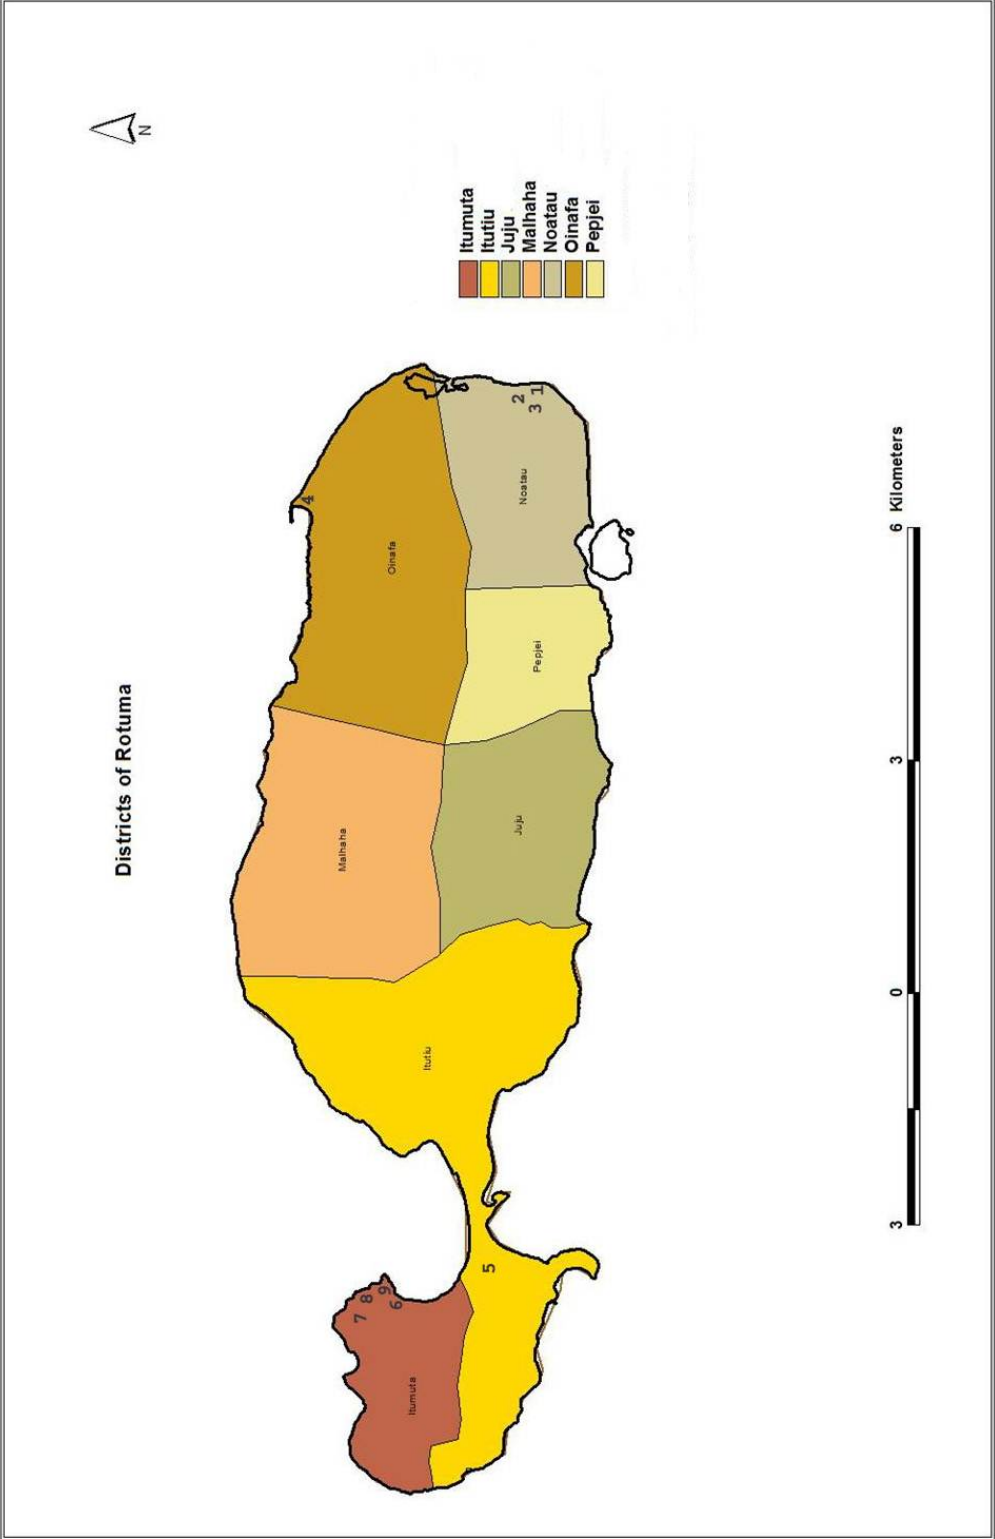 Districts of Rotuma
N
Itumuta
Itutiu
Juju
Malhaha
Noatau
Oinafa
Pepjei
Itumuta
7
8
9
6
5
Itutiu
Malhaha
Juju
Oinafa
4
Pepjei
Noatau
2
3
1
3 0 3 6 Kilometers